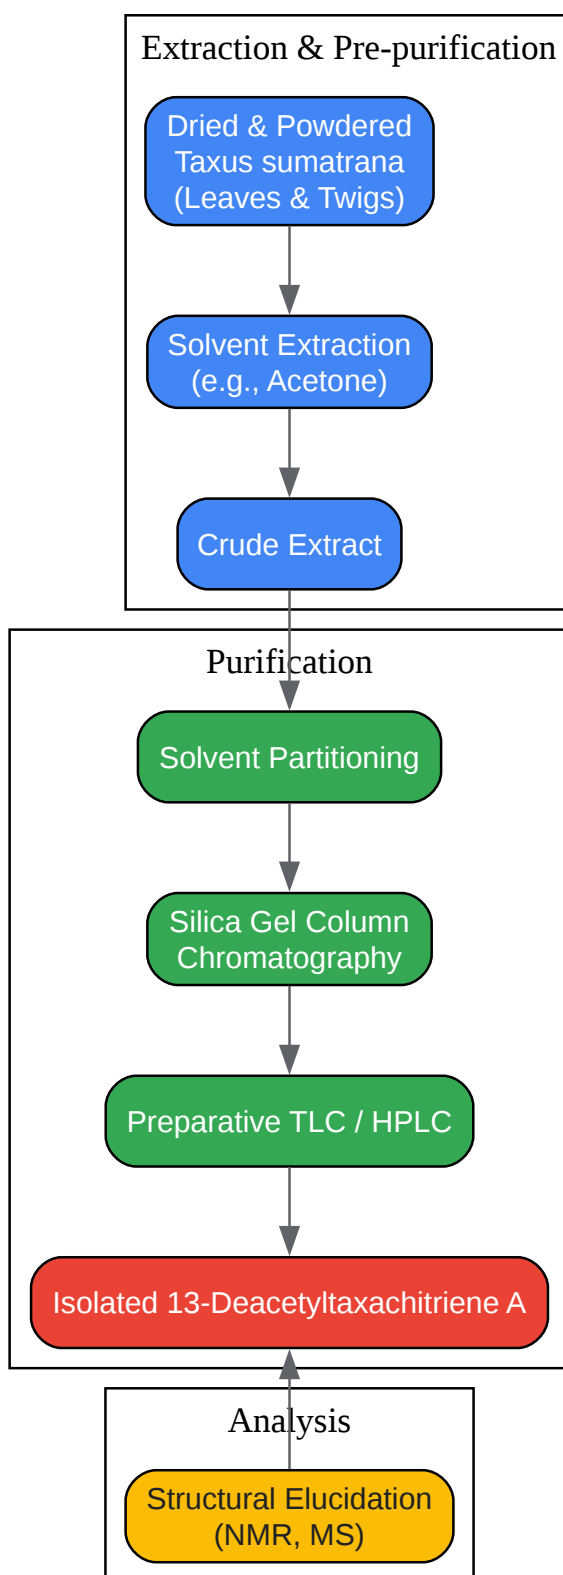 Extraction & Pre-purification
Dried & Powdered
Taxus sumatrana
(Leaves & Twigs)
Solvent Extraction
(e.g., Acetone)
Crude Extract
Purification
Solvent Partitioning
Silica Gel Column
Chromatography
Preparative TLC / HPLC
Isolated 13-Deacetyltaxachitriene A
Analysis
Structural Elucidation
(NMR, MS)